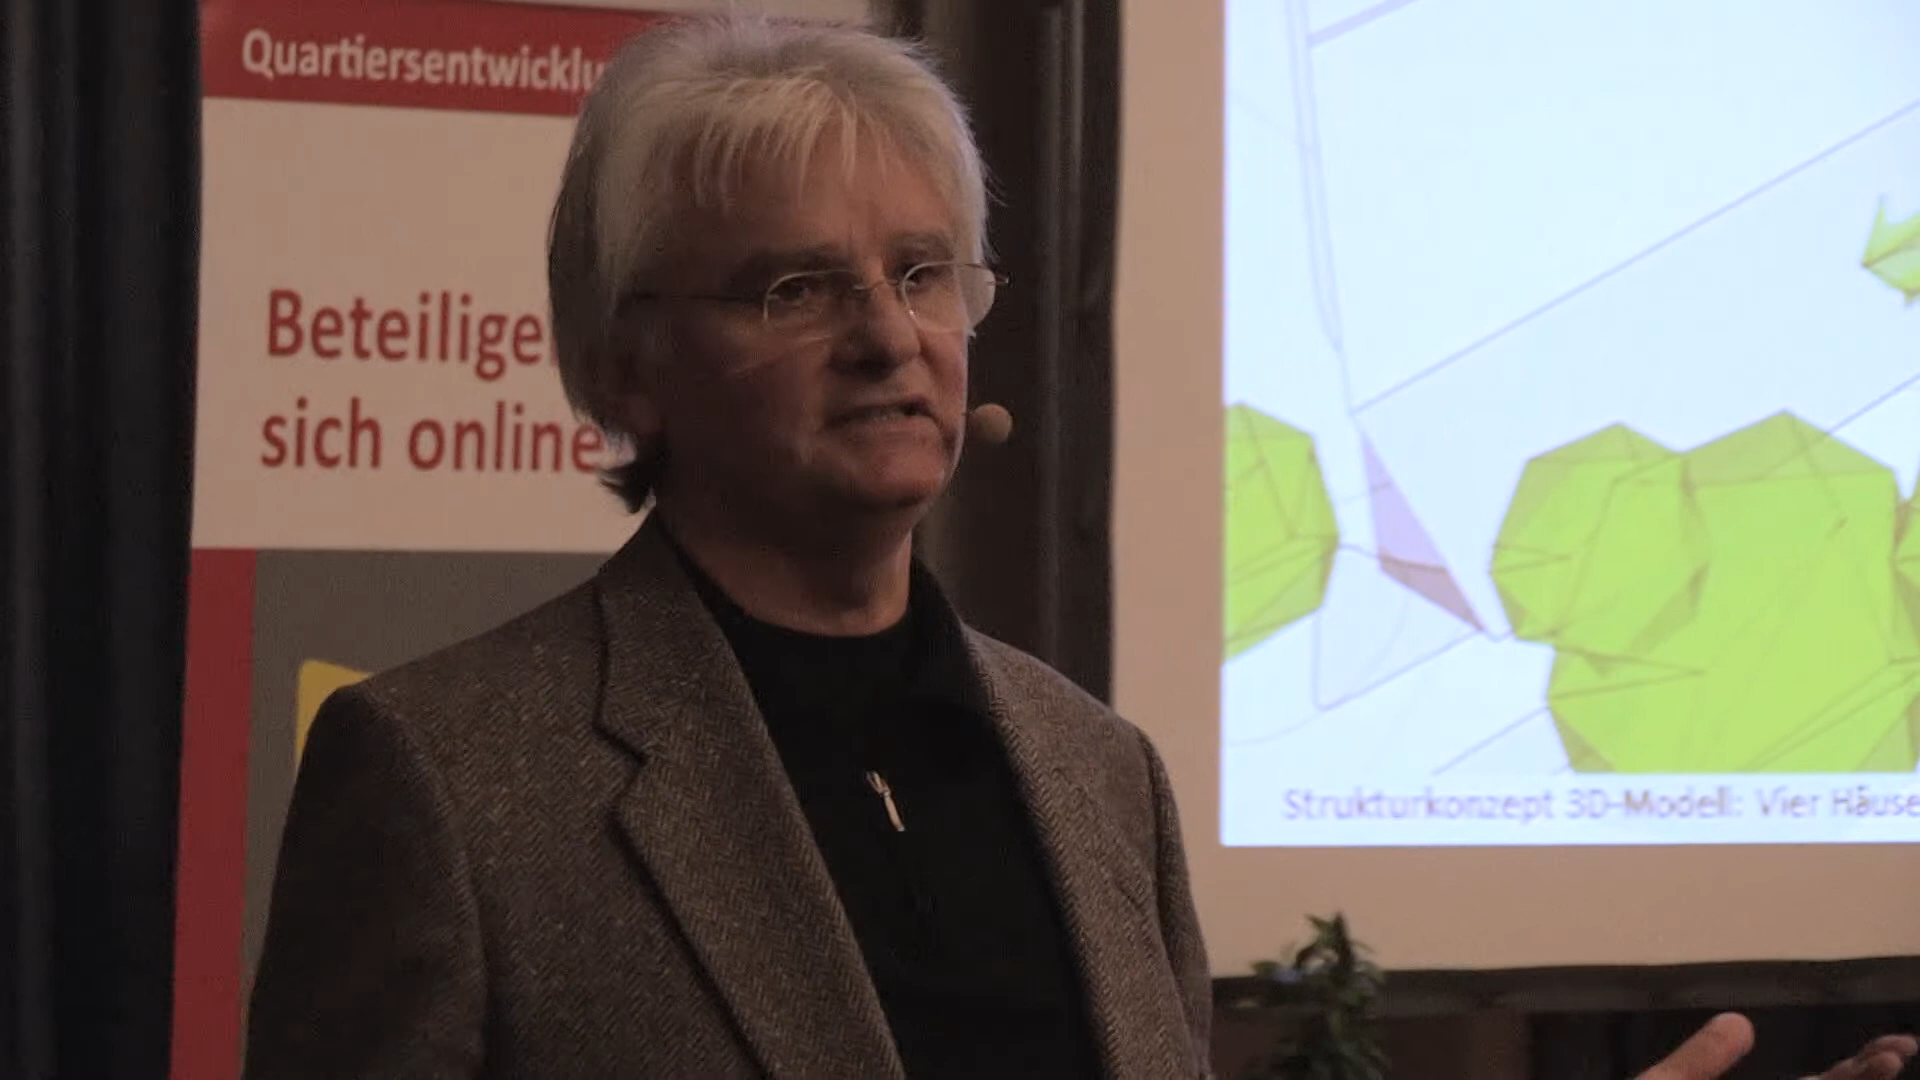 Quartiersentwicklu
Beteilige
sich online
Strukturkonzept 3D-Modell: Vier Häuse